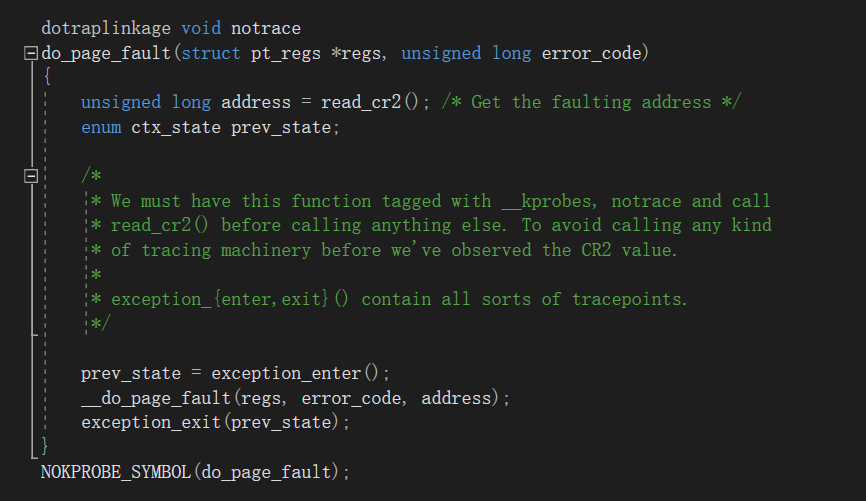 dotraplinkage void notrace
do_page_fault(struct pt_regs *regs, unsigned long error_code)
{
    unsigned long address = read_cr2(); /* Get the faulting address */
    enum ctx_state prev_state;

    /*
     * We must have this function tagged with __kprobes, notrace and call
     * read_cr2() before calling anything else. To avoid calling any kind
     * of tracing machinery before we've observed the CR2 value.
     *
     * exception_{enter,exit}() contain all sorts of tracepoints.
     */

    prev_state = exception_enter();
    __do_page_fault(regs, error_code, address);
    exception_exit(prev_state);
}
NOKPROBE_SYMBOL(do_page_fault);